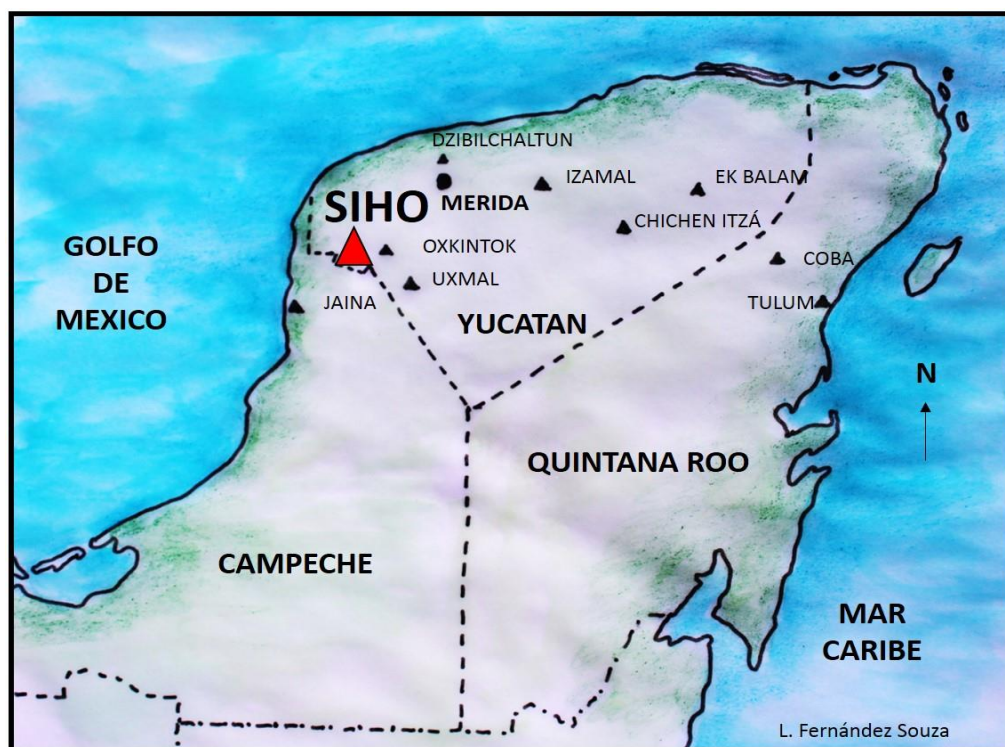 DZIBILCHALTUN
IZAMAL
EK BALAM
SIHO
MERIDA
CHICHEN ITZÁ
GOLFO
DE
MEXICO
OXKINTOK
COBA
UXMAL
JAINA
TULUM
YUCATAN
N
QUINTANA ROO
CAMPECHE
MAR
CARIBE
L. Fernández Souza